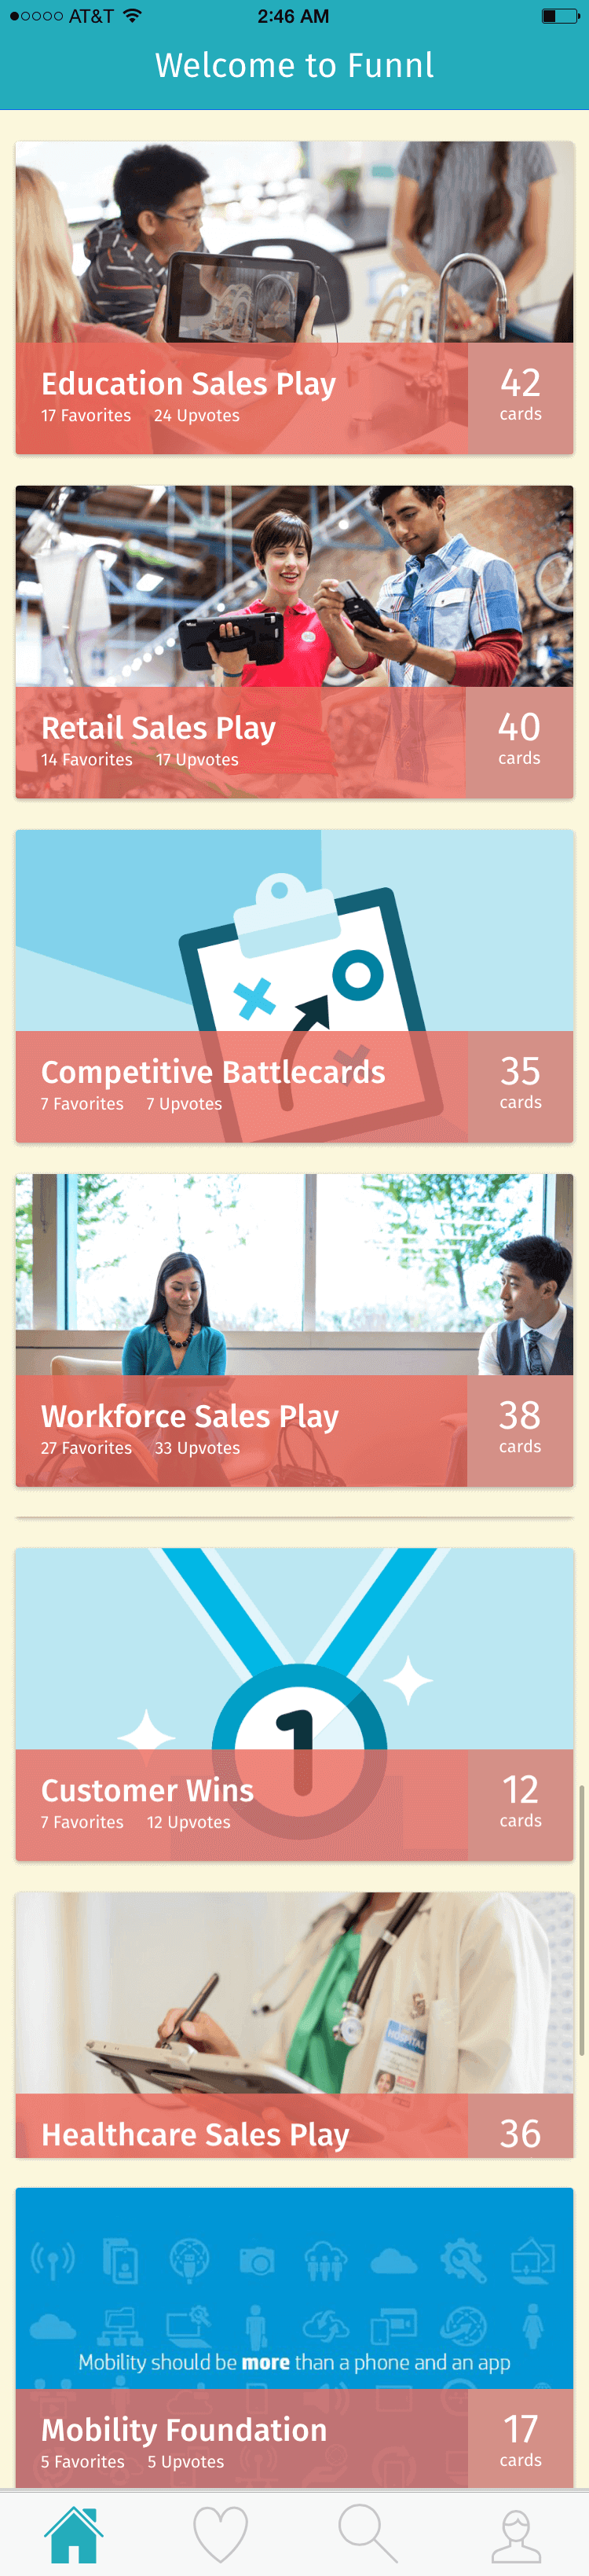 AT&T 2:46 AM
Welcome to Funnl
Education Sales Play
17 Favorites 24 Upvotes
42
cards
Retail Sales Play
14 Favorites 17 Upvotes
40
cards
Competitive Battlecards
7 Favorites 7 Upvotes
35
cards
Workforce Sales Play
27 Favorites 33 Upvotes
38
cards
1
Customer Wins
7 Favorites 12 Upvotes
12
cards
HOSPITAL
Healthcare Sales Play
36
Mobility should be more than a phone and an app
Mobility Foundation
5 Favorites 5 Upvotes
17
cards